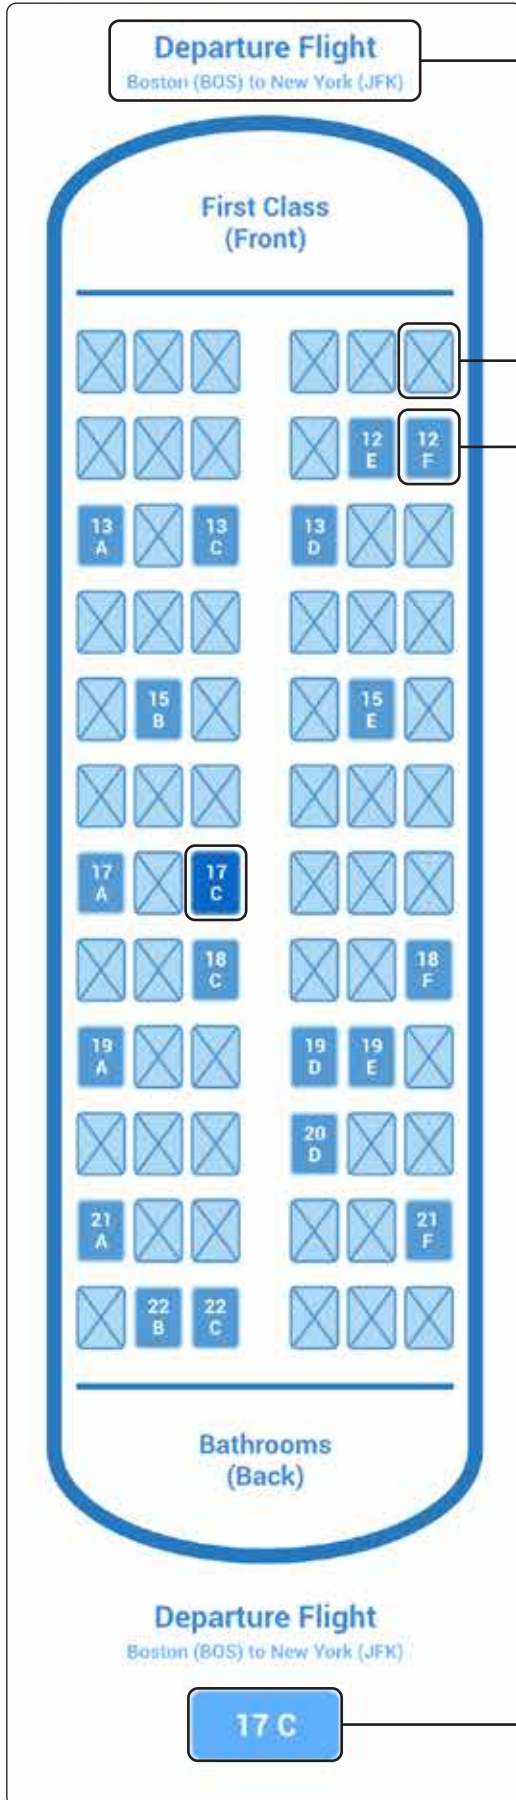 Departure Flight
Boston (BOS) to New York (JFK)
First Class
(Front)
12
E
12
F
13
A
13
C
13
D
15
B
15
E
17
A
17
C
18
C
18
F
19
A
19
D
19
E
20
D
21
A
21
F
22
B
22
C
Bathrooms
(Back)
Departure Flight
Boston (BOS) to New York (JFK)
17 C